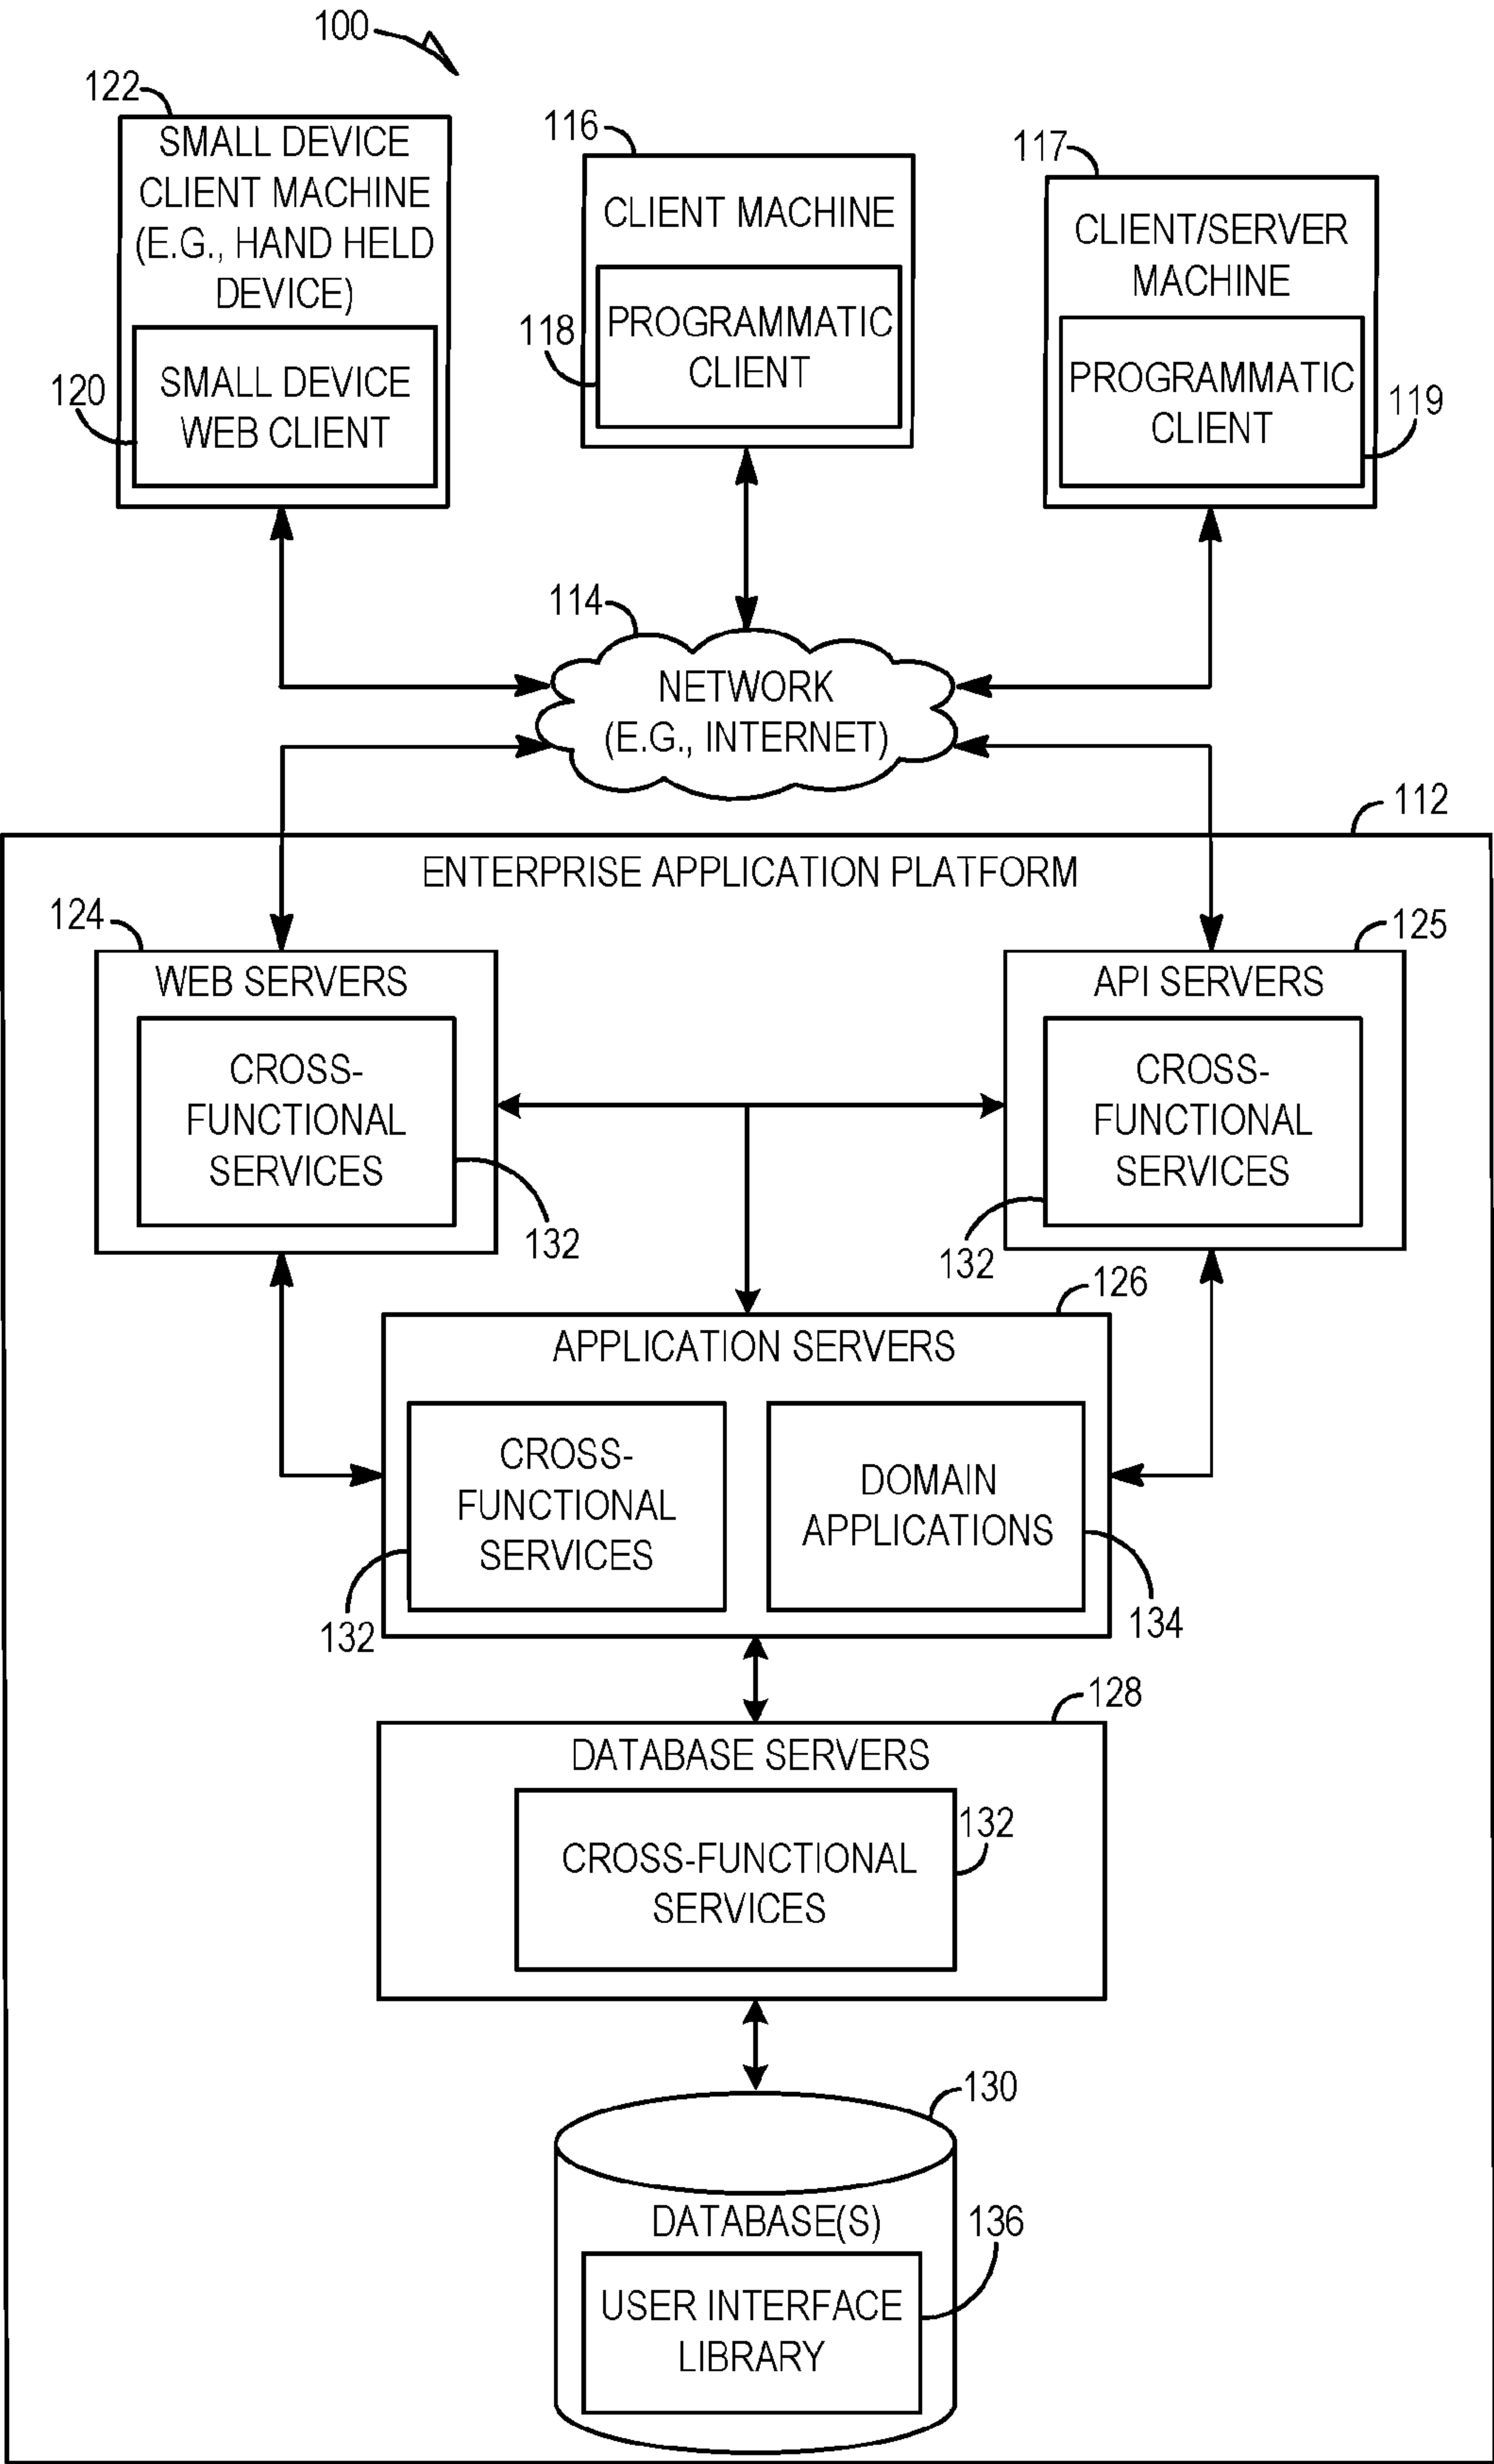 100
122
SMALL DEVICE
CLIENT MACHINE
(E.G., HAND HELD
DEVICE)
120
SMALL DEVICE
WEB CLIENT
116
CLIENT MACHINE
118
PROGRAMMATIC
CLIENT
117
CLIENT/SERVER
MACHINE
PROGRAMMATIC
CLIENT
119
114
NETWORK
(E.G., INTERNET)
112
ENTERPRISE APPLICATION PLATFORM
124
WEB SERVERS
CROSS-
FUNCTIONAL
SERVICES
132
125
API SERVERS
CROSS-
FUNCTIONAL
SERVICES
132
126
APPLICATION SERVERS
CROSS-
FUNCTIONAL
SERVICES
132
DOMAIN
APPLICATIONS
134
128
DATABASE SERVERS
132
CROSS-FUNCTIONAL
SERVICES
130
DATABASE(S)
136
USER INTERFACE
LIBRARY